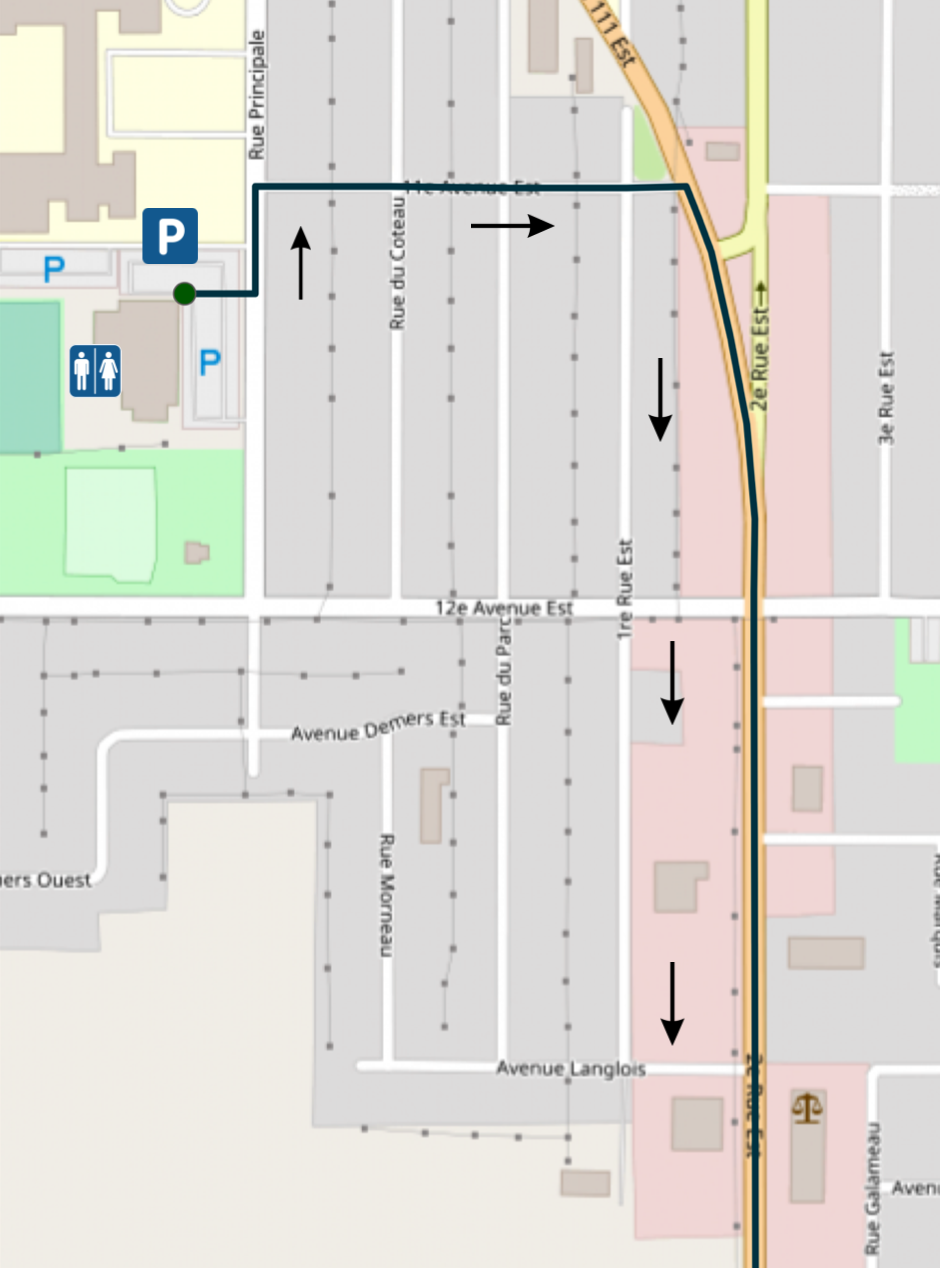 111 Est
Rue Principale
11e Avenue Est
P
P
Rue du Coteau
2e Rue Est
3e Rue Est
P
1re Rue Est
12e Avenue Est
Rue du Parc
Avenue Demers Est
Rue Morneau
ers Ouest
Avenue Langlois
2e Rue Est
Rue Galameau
Aven